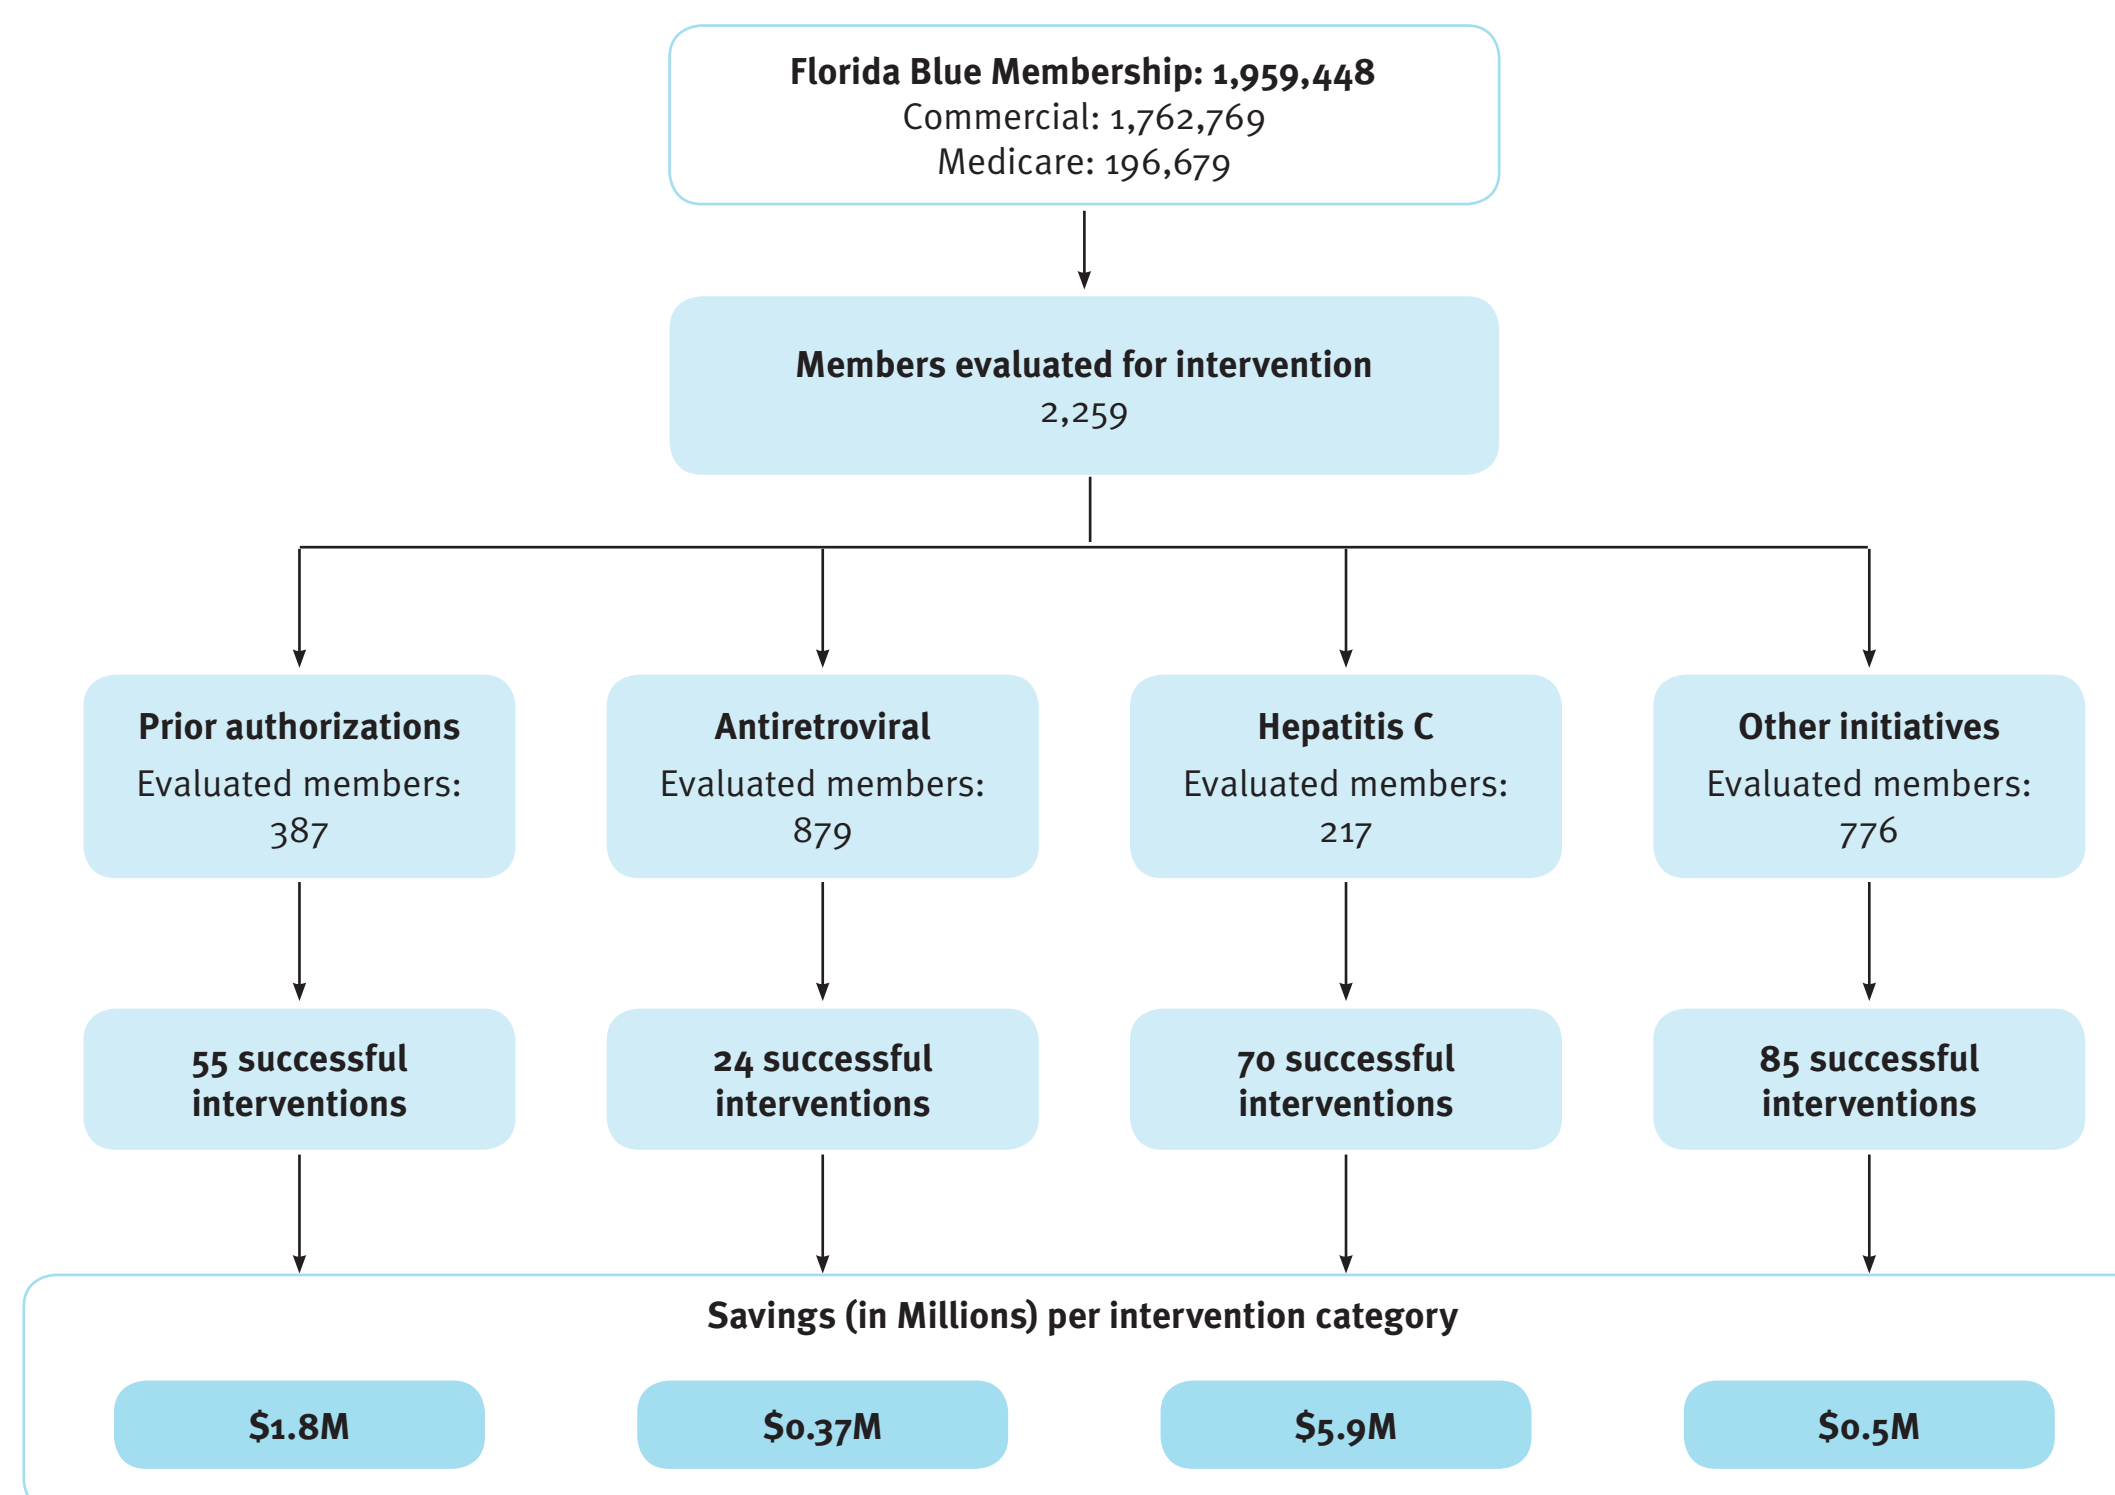 Florida Blue Membership: 1,959,448
Commercial: 1,762,769
Medicare: 196,679
Members evaluated for intervention
2,259
Prior authorizations
Evaluated members:
387
Antiretroviral
Evaluated members:
879
Hepatitis C
Evaluated members:
217
Other initiatives
Evaluated members:
776
55 successful
interventions
24 successful
interventions
70 successful
interventions
85 successful
interventions
Savings (in Millions) per intervention category
$1.8M
$0.37M
$5.9M
$0.5M